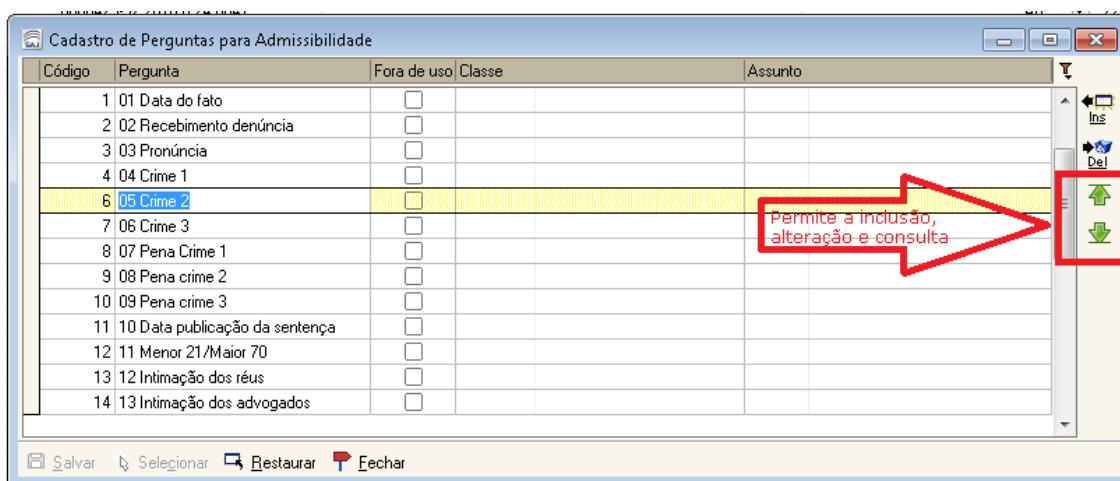 Cadastro de Perguntas para Admissibilidade
Código Pergunta Fora de uso Classe Assunto
1 01 Data do fato
2 02 Recebimento denúncia
3 03 Pronúncia
4 04 Crime 1
6 05 Crime 2
7 06 Crime 3
8 07 Pena Crime 1
9 08 Pena crime 2
10 09 Pena crime 3
11 10 Data publicação da sentença
12 11 Menor 21/Maior 70
13 12 Intimação dos réus
14 13 Intimação dos advogados
Ins
Del
Permite a inclusão,
alteração e consulta
Salvar Selecionar Restaurar Fechar